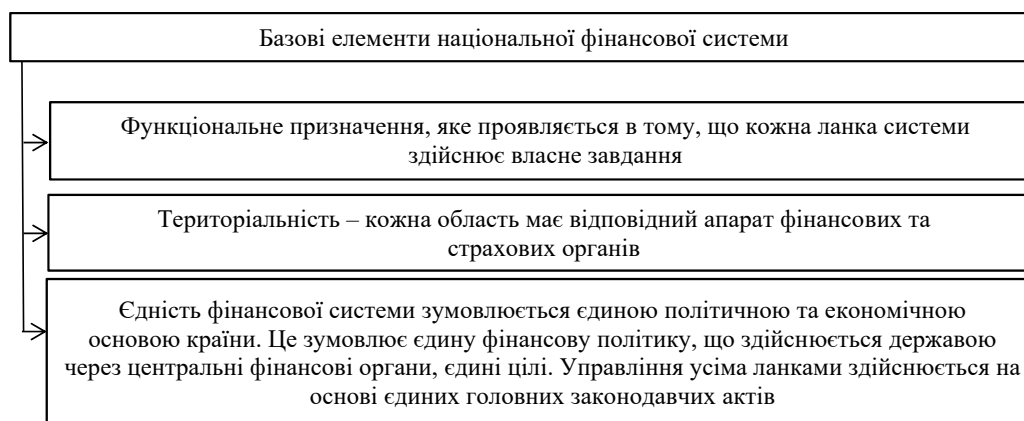 Базові елементи національної фінансової системи
Функціональне призначення, яке проявляється в тому, що кожна ланка системи
здійснює власне завдання
Територіальність – кожна область має відповідний апарат фінансових та
страхових органів
Єдність фінансової системи зумовлюється єдиною політичною та економічною
основою країни. Це зумовлює єдину фінансову політику, що здійснюється державою
через центральні фінансові органи, єдині цілі. Управління усіма ланками здійснюється на
основі єдиних головних законодавчих актів